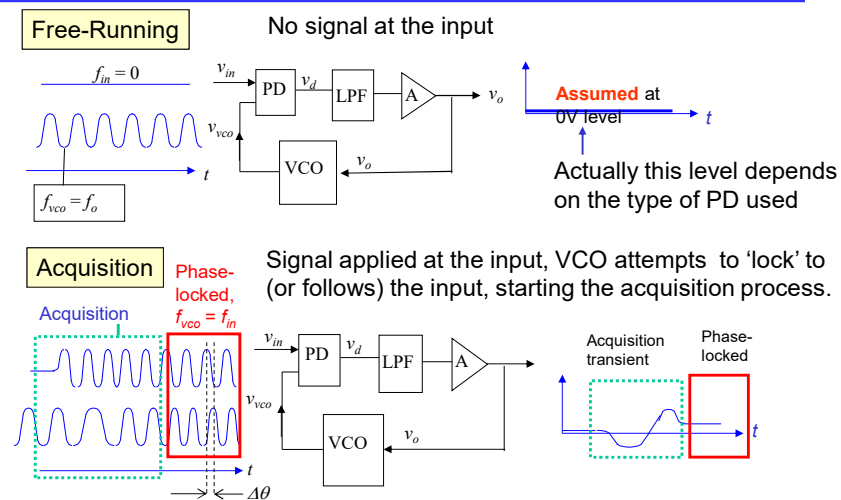 Free-Running
No signal at the input
f_in = 0
v_in
PD
v_d
LPF
A
v_o
v_vco
VCO
v_o
t
f_vco = f_o
Assumed at
0V level
t
Actually this level depends
on the type of PD used
Acquisition
Signal applied at the input, VCO attempts to 'lock' to
(or follows) the input, starting the acquisition process.
Phase-
locked,
f_vco = f_in
Acquisition
v_in
PD
v_d
LPF
A
v_vco
VCO
v_o
t
Δθ
Acquisition
transient
Phase-
locked
t